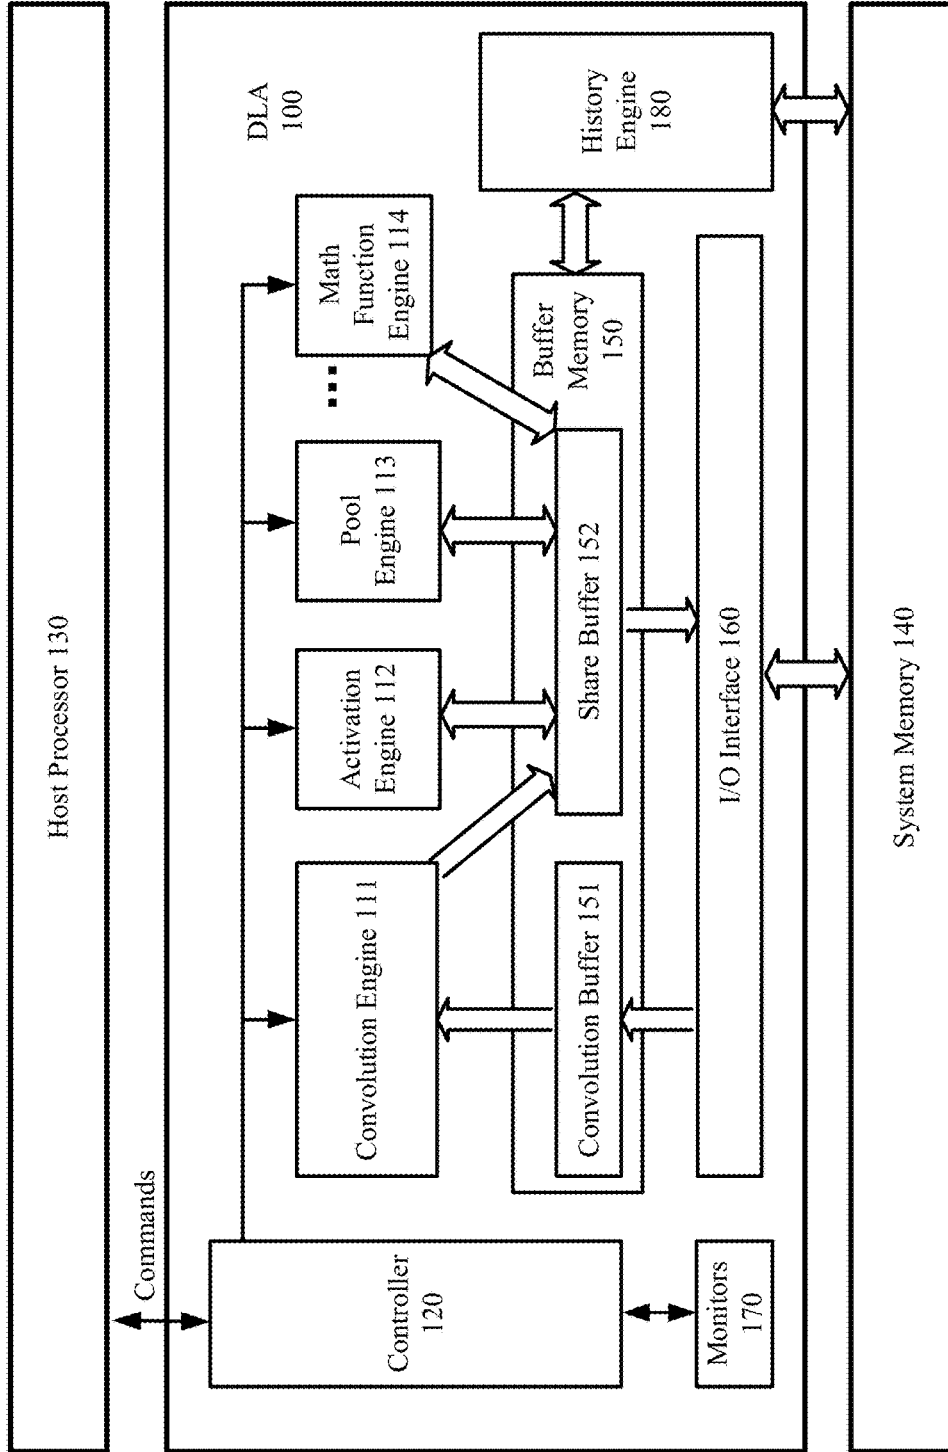 Host Processor 130
Commands
DLA
100
Controller
120
Convolution Engine 111
Activation
Engine 112
Pool
Engine 113
Math
Function
Engine 114
Buffer
Memory
150
Convolution Buffer 151
Share Buffer 152
History
Engine
180
Monitors
170
I/O Interface 160
System Memory 140